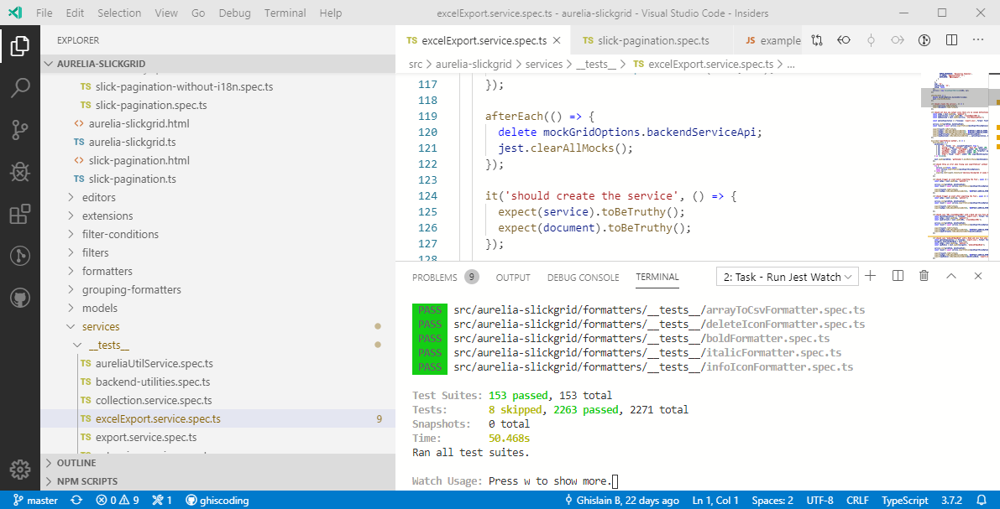 File Edit Selection View Go Debug Terminal Help excelExport.service.spec.ts - aurelia-slickgrid - Visual Studio Code - Insiders
EXPLORER
AURELIA-SLICKGRID
TS slick-pagination-without-i18n.spec.ts
TS slick-pagination.spec.ts
<> aurelia-slickgrid.html
TS aurelia-slickgrid.ts
<> slick-pagination.html
TS slick-pagination.ts
editors
extensions
filter-conditions
filters
formatters
grouping-formatters
models
services
__tests__
TS aureliaUtilService.spec.ts
TS backend-utilities.spec.ts
TS collection.service.spec.ts
TS excelExport.service.spec.ts 9
TS export.service.spec.ts
OUTLINE
NPM SCRIPTS
TS excelExport.service.spec.ts TS slick-pagination.spec.ts JS example
src > aurelia-slickgrid > services > __tests__ > TS excelExport.service.spec.ts > ...
117 });
118
119 afterEach(() => {
120 delete mockGridOptions.backendServiceApi;
121 jest.clearAllMocks();
122 });
123
124 it('should create the service', () => {
125 expect(service).toBeTruthy();
126 expect(document).toBeTruthy();
127 });
128
PROBLEMS 9 OUTPUT DEBUG CONSOLE TERMINAL 2: Task - Run Jest Watch
PASS src/aurelia-slickgrid/formatters/__tests__/arrayToCsvFormatter.spec.ts
PASS src/aurelia-slickgrid/formatters/__tests__/deleteIconFormatter.spec.ts
PASS src/aurelia-slickgrid/formatters/__tests__/boldFormatter.spec.ts
PASS src/aurelia-slickgrid/formatters/__tests__/italicFormatter.spec.ts
PASS src/aurelia-slickgrid/formatters/__tests__/infoIconFormatter.spec.ts
Test Suites: 153 passed, 153 total
Tests: 8 skipped, 2263 passed, 2271 total
Snapshots: 0 total
Time: 50.468s
Ran all test suites.
Watch Usage: Press w to show more.
master 0 9 1 ghiscoding Ghislain B, 22 days ago Ln 1, Col 1 Spaces: 2 UTF-8 CRLF TypeScript 3.7.2